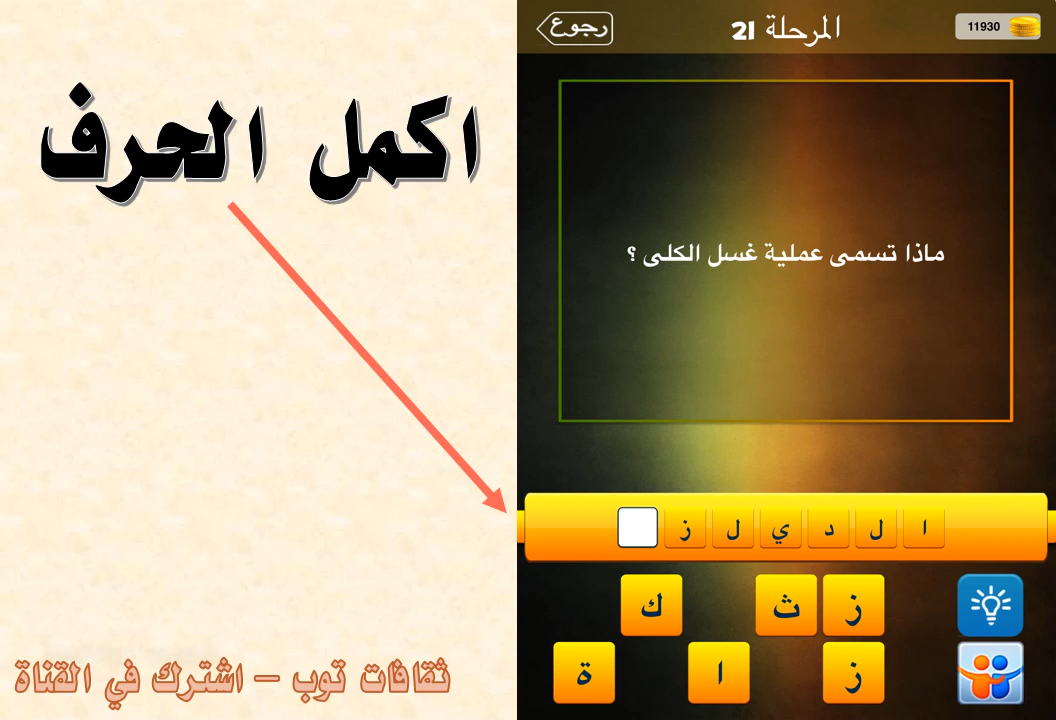 اكمل الحرف
ثقافات توب – اشترك في القناة
رجوع
المرحلة 21
11930
ماذا تسمى عملية غسل الكلى ؟
ا ل د ي ل ز
ز ث ك
ز ا ة